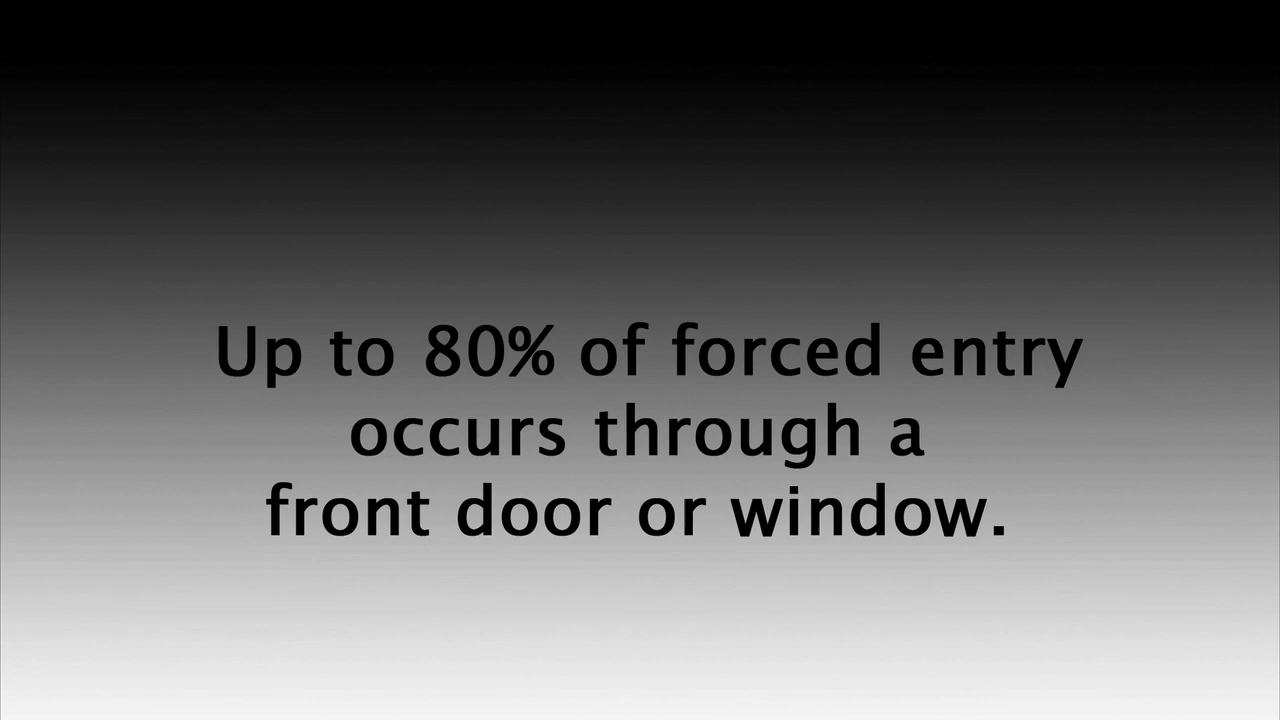 Up to 80% of forced entry
occurs through a
front door or window.